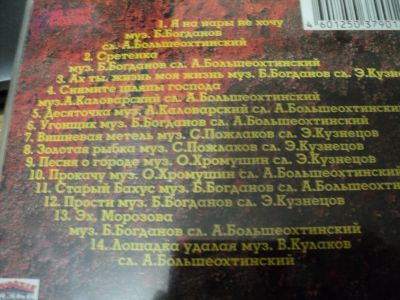 4601250 37901
1 Я на нары не хочу
муз Б.Богданов
сл. А.Большеохтинский
2. Сретенка
муз Б.Богданов сл. А.Большеохтинский
3 Ах ты, жизнь моя жизнь муз Б.Богданов сл. Э.Кузнецов
4 Снимите шляпы господа
муз.А.Каловарский сл А.Большеохтинский
5. Десяточка муз А.Каловарский сл. А.Большеохтинский
6 Угонщик муз Б.Богданов сл А.Большеохтинский
7 Вишневая метель муз С.Пожлаков сл Э.Кузнецов
8 Золотая рыбка муз С.Пожлаков сл. Э.Кузнецов
9. Песня о городе муз. О.Хромушин сл. Э.Кузнецов
10. Прокачу муз. О.Хромушин сл А.Большеохтинский
11. Старый Бахус муз Б.Богданов сл А.Большеохтинский
12. Прости муз. Б.Богданов сл. Э.Кузнецов
13. Эх. Морозова
муз Б.Богданов сл. А.Большеохтинский
14. Лошадка удалая муз В.Кулаков
сл. А.Большеохтинский